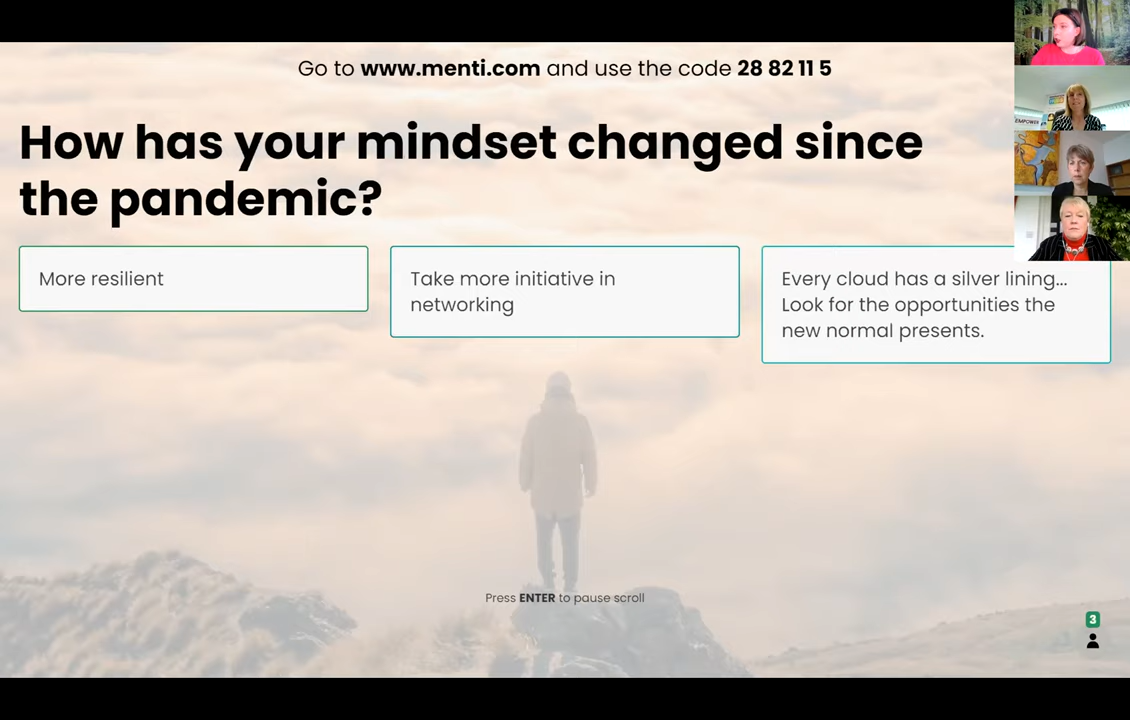 Go to www.menti.com and use the code 28 82 11 5
How has your mindset changed since
the pandemic?
More resilient
Take more initiative in
networking
Every cloud has a silver lining...
Look for the opportunities the
new normal presents.
EMPOWER
Press ENTER to pause scroll
3